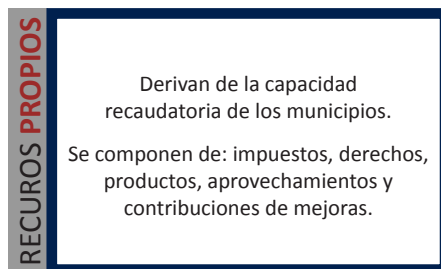 RECUROS PROPIOS
Derivan de la capacidad
recaudatoria de los municipios.
Se componen de: impuestos, derechos,
productos, aprovechamientos y
contribuciones de mejoras.